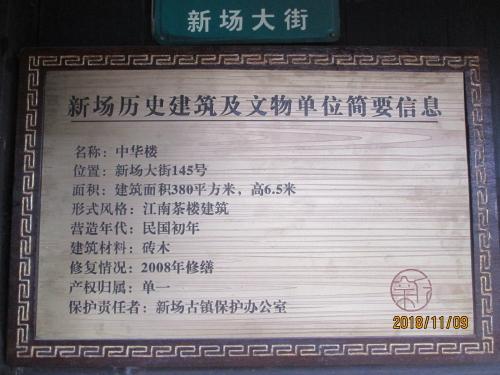 新场大街
新场历史建筑及文物单位简要信息
名称：中华楼
位置：新场大街145号
面积：建筑面积380平方米，高6.5米
形式风格：江南茶楼建筑
营造年代：民国初年
建筑材料：砖木
修复情况：2008年修缮
产权归属：单一
保护责任者：新场古镇保护办公室
2018/11/09